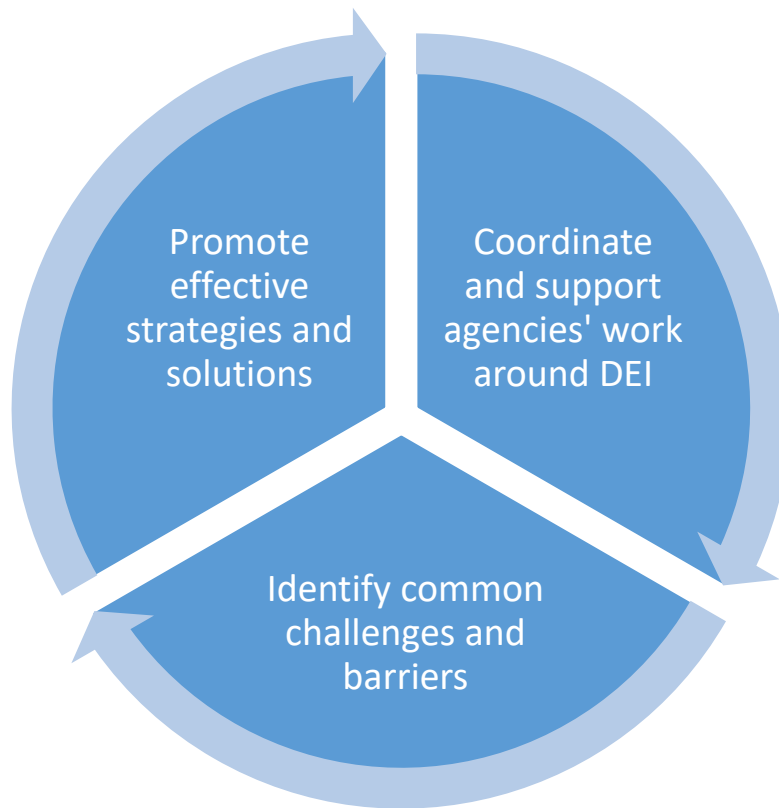 Promote
effective
strategies and
solutions
Coordinate
and support
agencies' work
around DEI
Identify common
challenges and
barriers